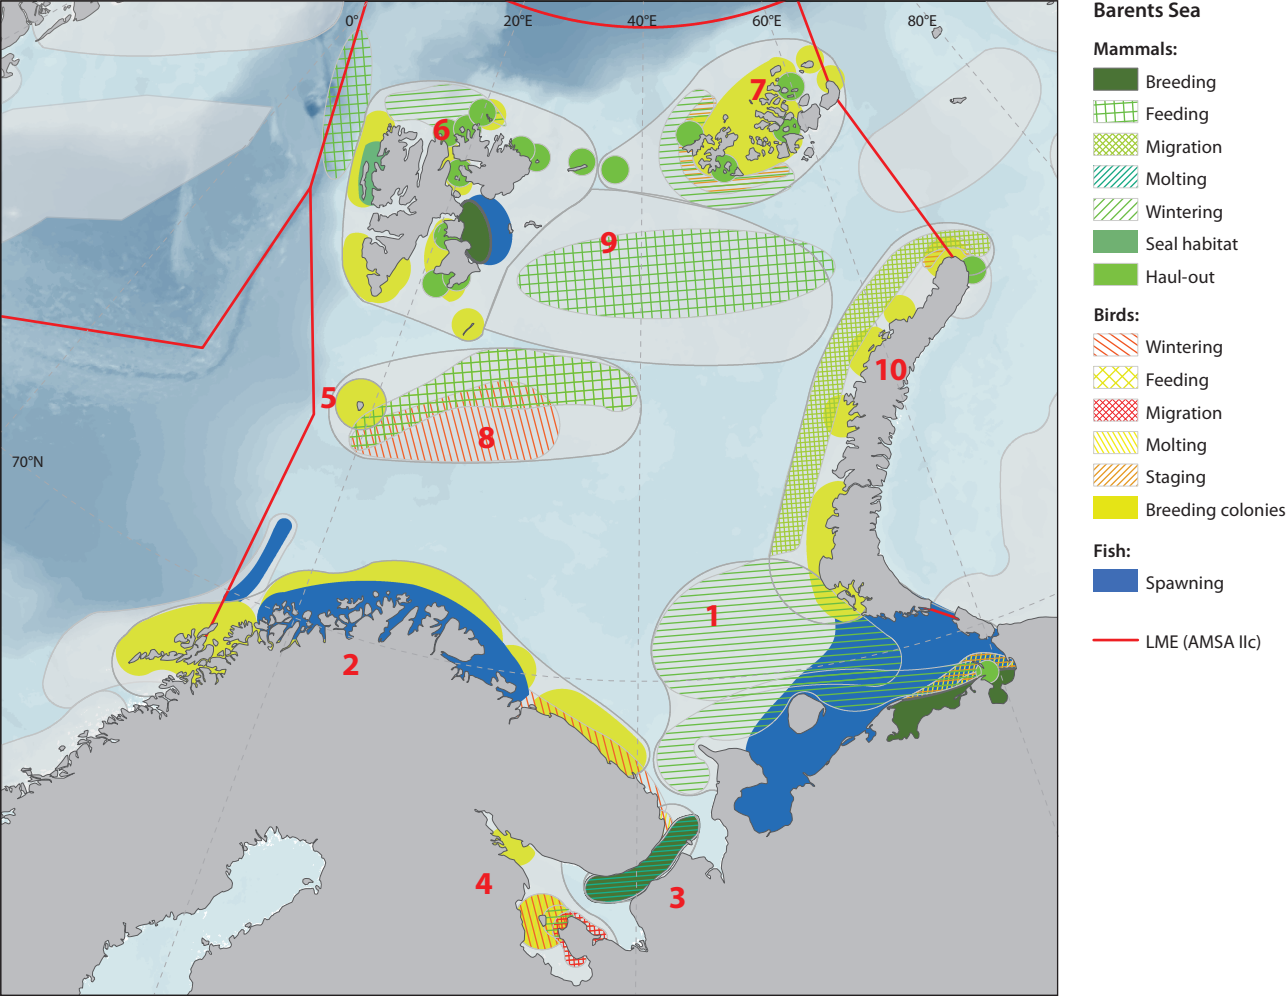 0°
20°E
40°E
60°E
80°E
70°N
7
6
9
5
10
8
1
2
4
3
Barents Sea
Mammals:
Breeding
Feeding
Migration
Molting
Wintering
Seal habitat
Haul-out
Birds:
Wintering
Feeding
Migration
Molting
Staging
Breeding colonies
Fish:
Spawning
LME (AMSA IIc)